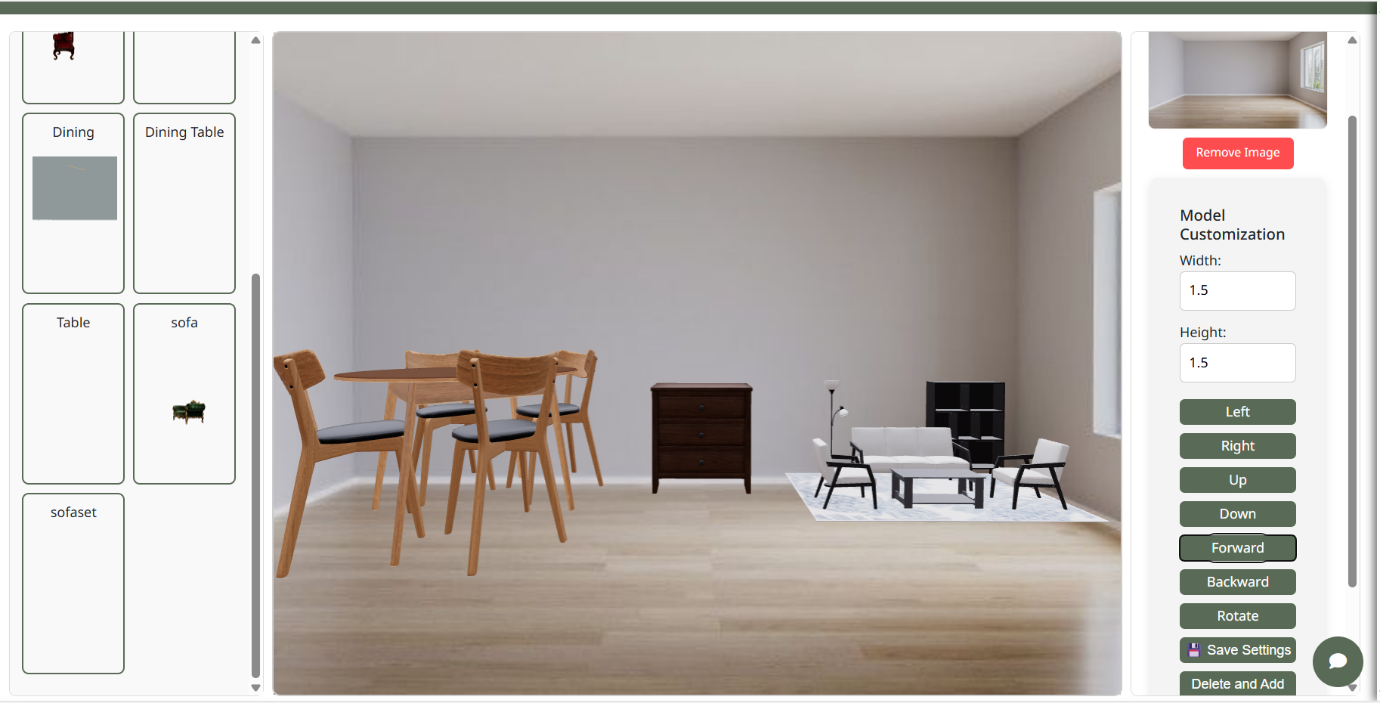 Dining
Dining Table
Table
sofa
sofaset
Remove Image
Model
Customization
Width:
1.5
Height:
1.5
Left
Right
Up
Down
Forward
Backward
Rotate
💾 Save Settings
Delete and Add